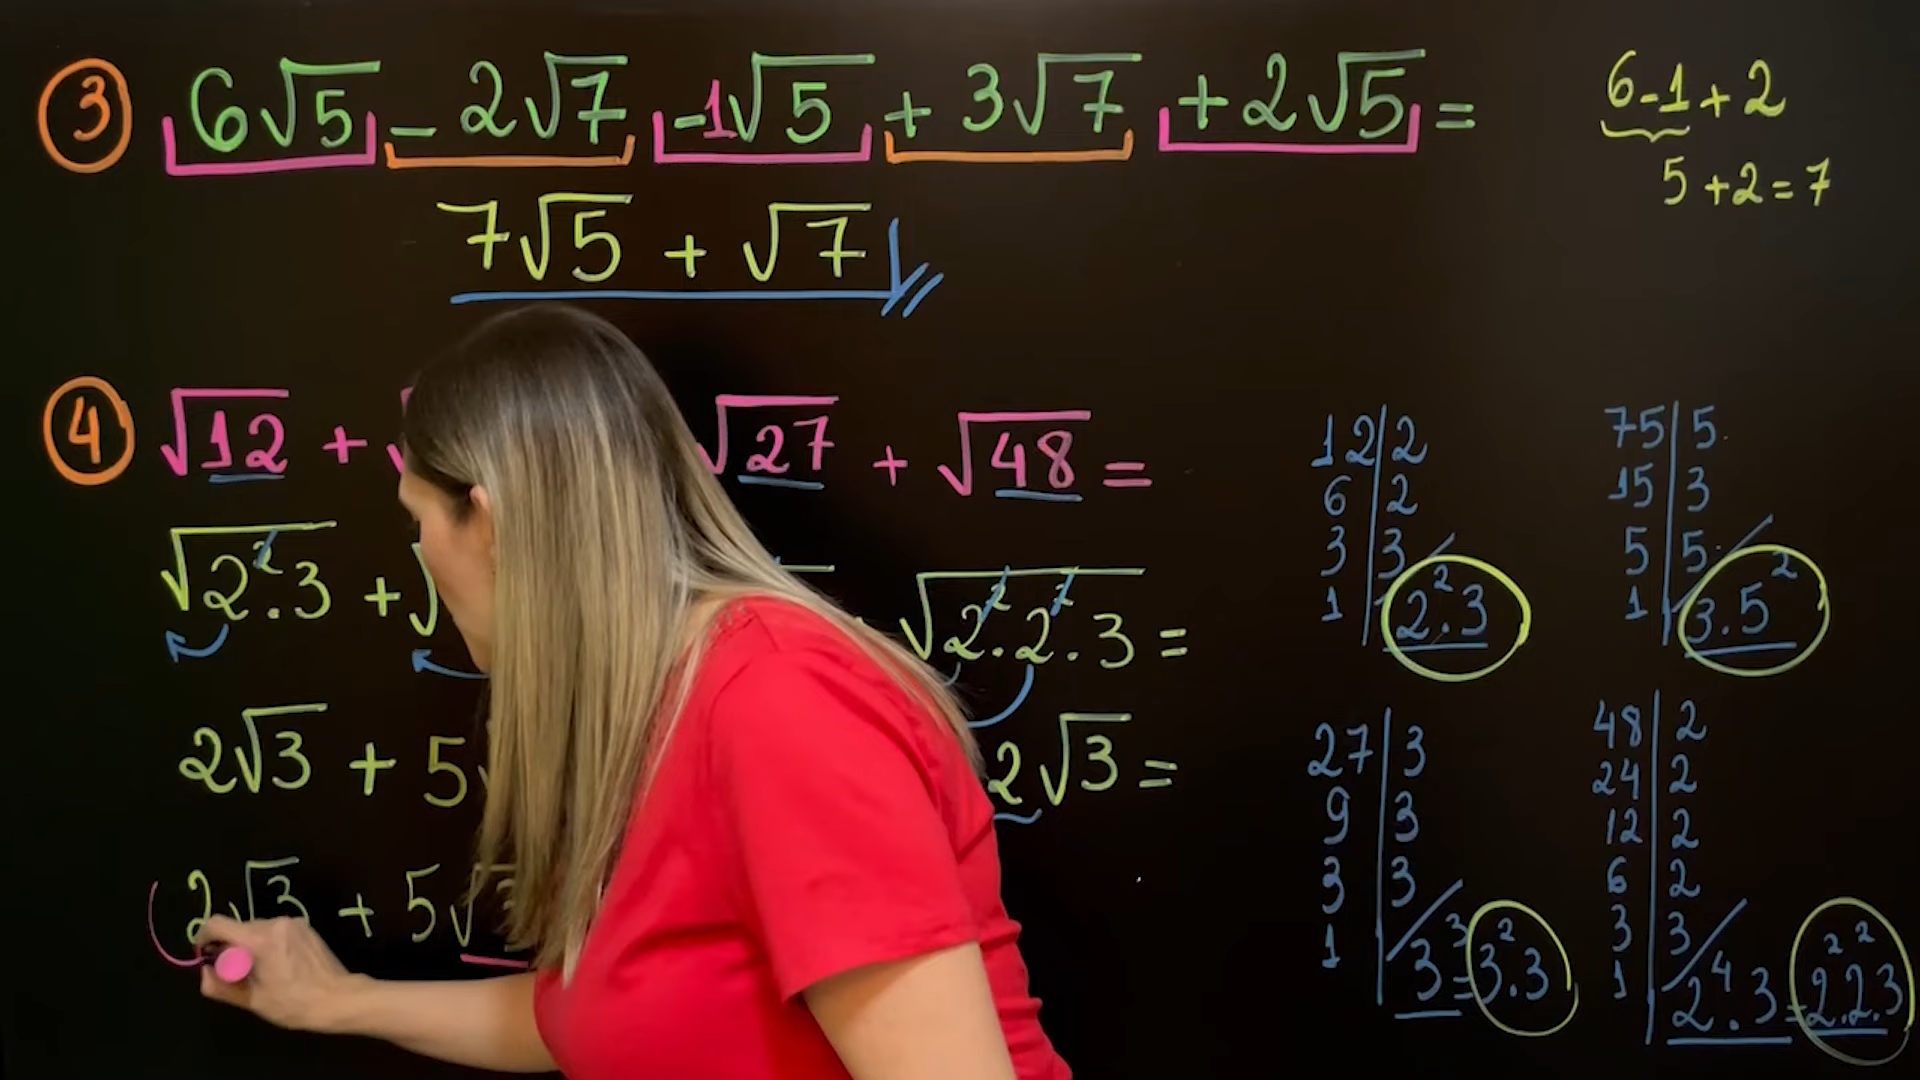 ③ 6√5 - 2√7 -1√5 + 3√7 + 2√5 =
7√5 + √7
6-1 + 2
5 + 2 = 7
④ √12 + √27 + √48 =
√2².3 + √2².2².3 =
2√3 + 5 2√3 =
2√3 + 5√
12|2
6|2
3|3
1|2².3
75|5
15|3
5|5
1|3.5²
27|3
9|3
3|3
1|3³=3².3
48|2
24|2
12|2
6|2
3|3
1|2⁴.3=2².2².3